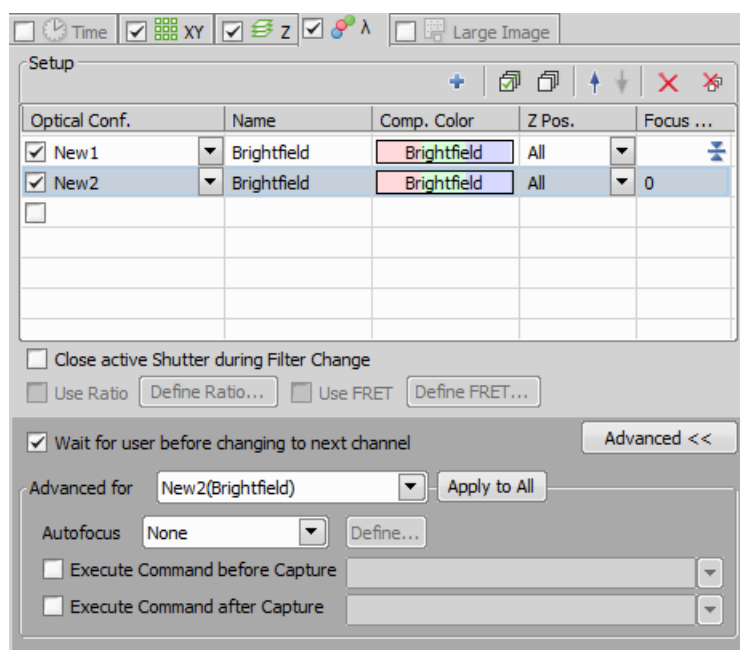 Time XY Z λ Large Image
Setup
Optical Conf. Name Comp. Color Z Pos. Focus ...
New1 Brightfield Brightfield All
New2 Brightfield Brightfield All 0
Close active Shutter during Filter Change
Use Ratio Define Ratio... Use FRET Define FRET...
Wait for user before changing to next channel Advanced <<
Advanced for New2(Brightfield) Apply to All
Autofocus None Define...
Execute Command before Capture
Execute Command after Capture